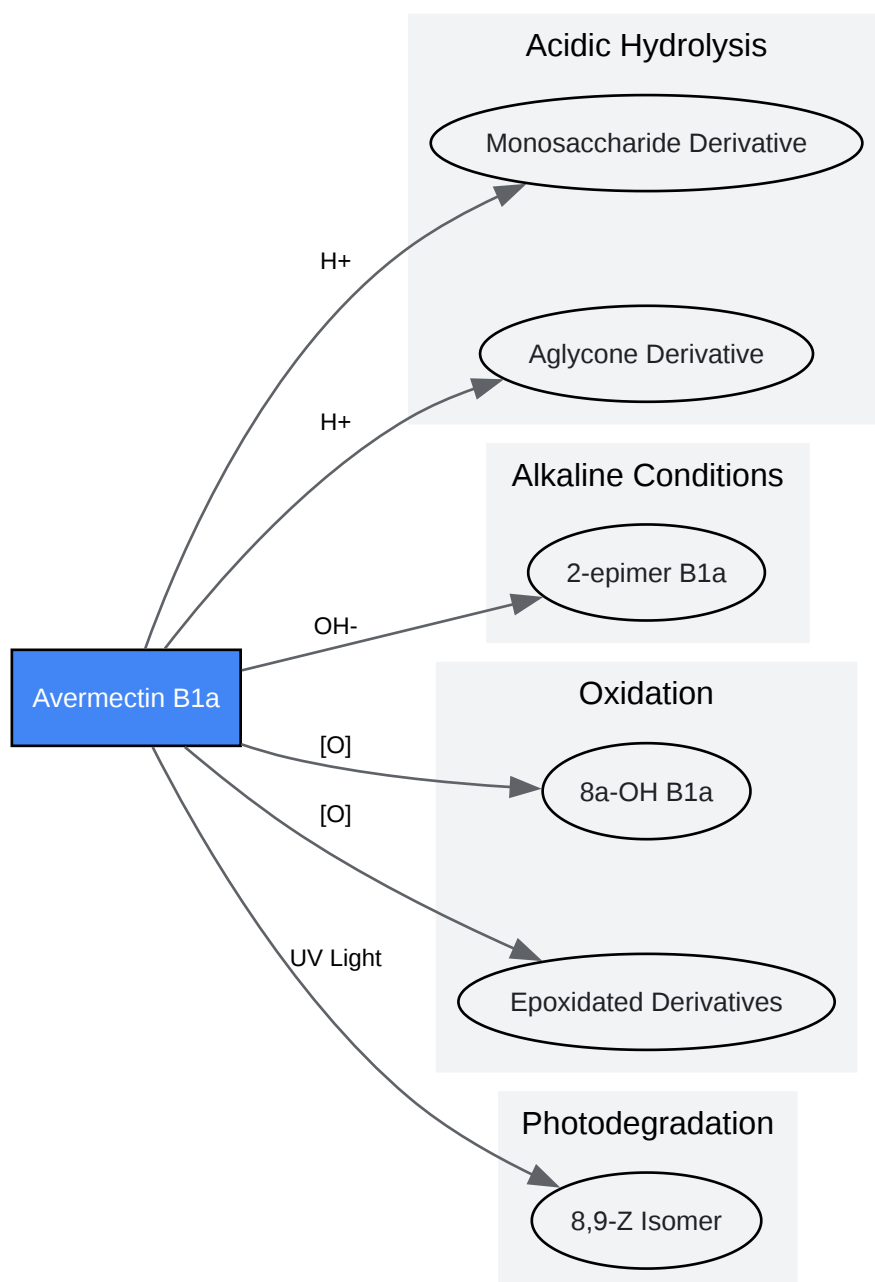 Acidic Hydrolysis
Monosaccharide Derivative
H+
Aglycone Derivative
H+
Alkaline Conditions
2-epimer B1a
OH-
Avermectin B1a
Oxidation
[O]
8a-OH B1a
[O]
UV Light
Epoxidated Derivatives
Photodegradation
8,9-Z Isomer